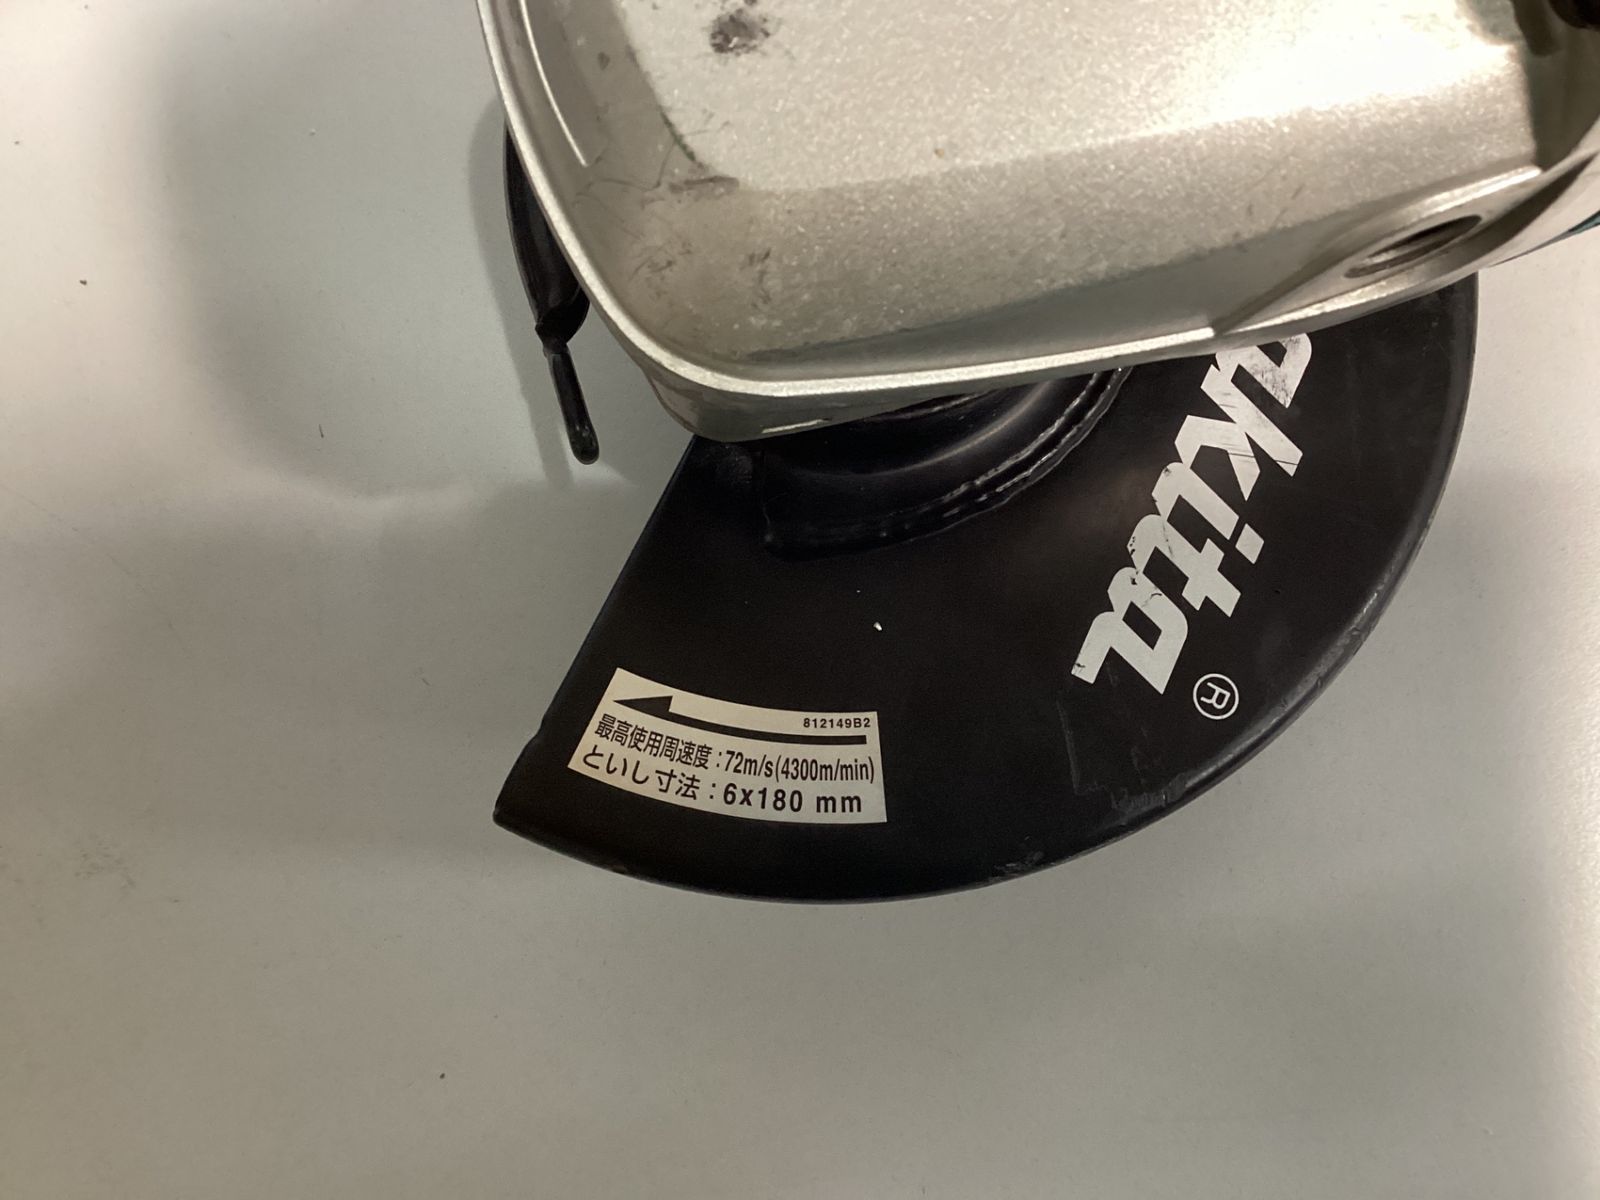 makita®
812149B2
最高使用周速度：72m/s(4300m/min)
といし寸法：6x180 mm